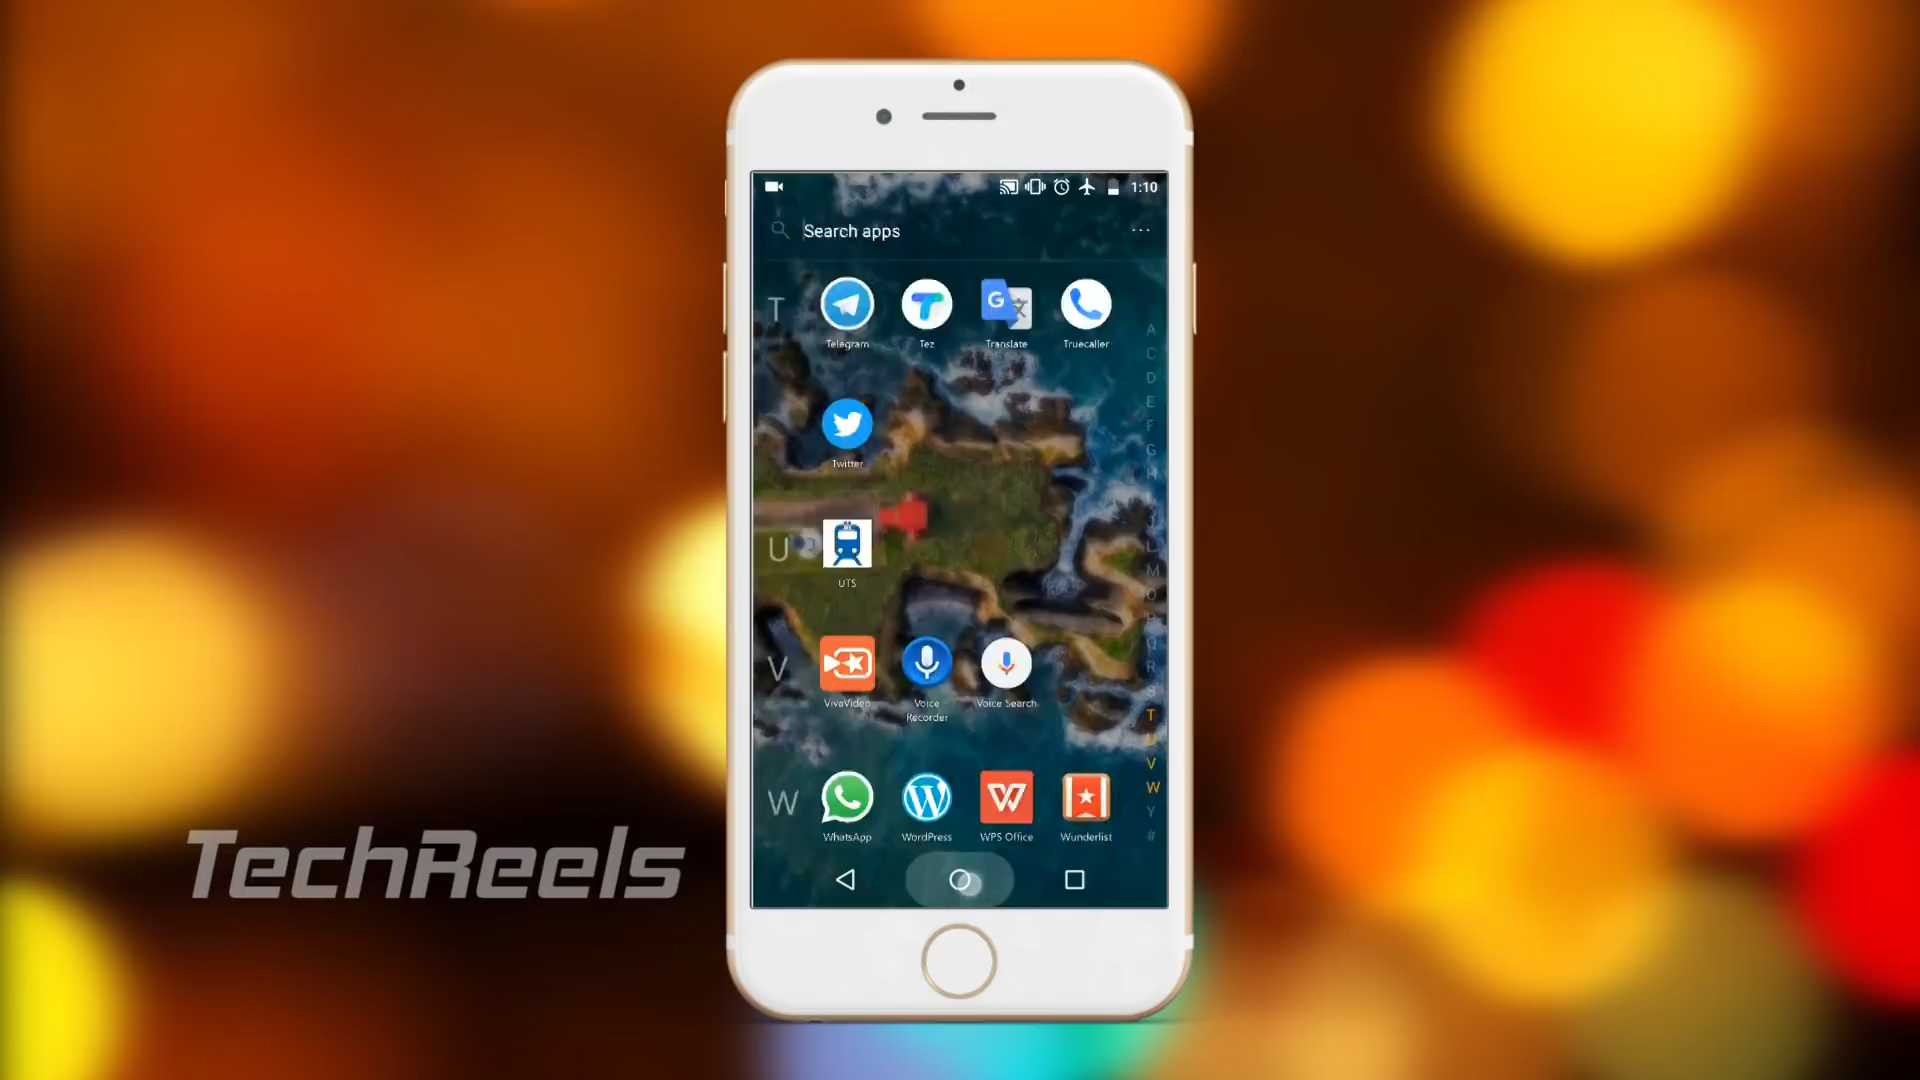 1:10
Search apps
T
Telegram
Tez
Translate
Truecaller
Twitter
U
UTS
V
VivaVideo
Voice
Recorder
Voice Search
W
WhatsApp
WordPress
WPS Office
Wunderlist
A
C
D
E
F
G
H
J
L
M
O
P
Q
R
S
T
U
V
W
Y
#
TechReels